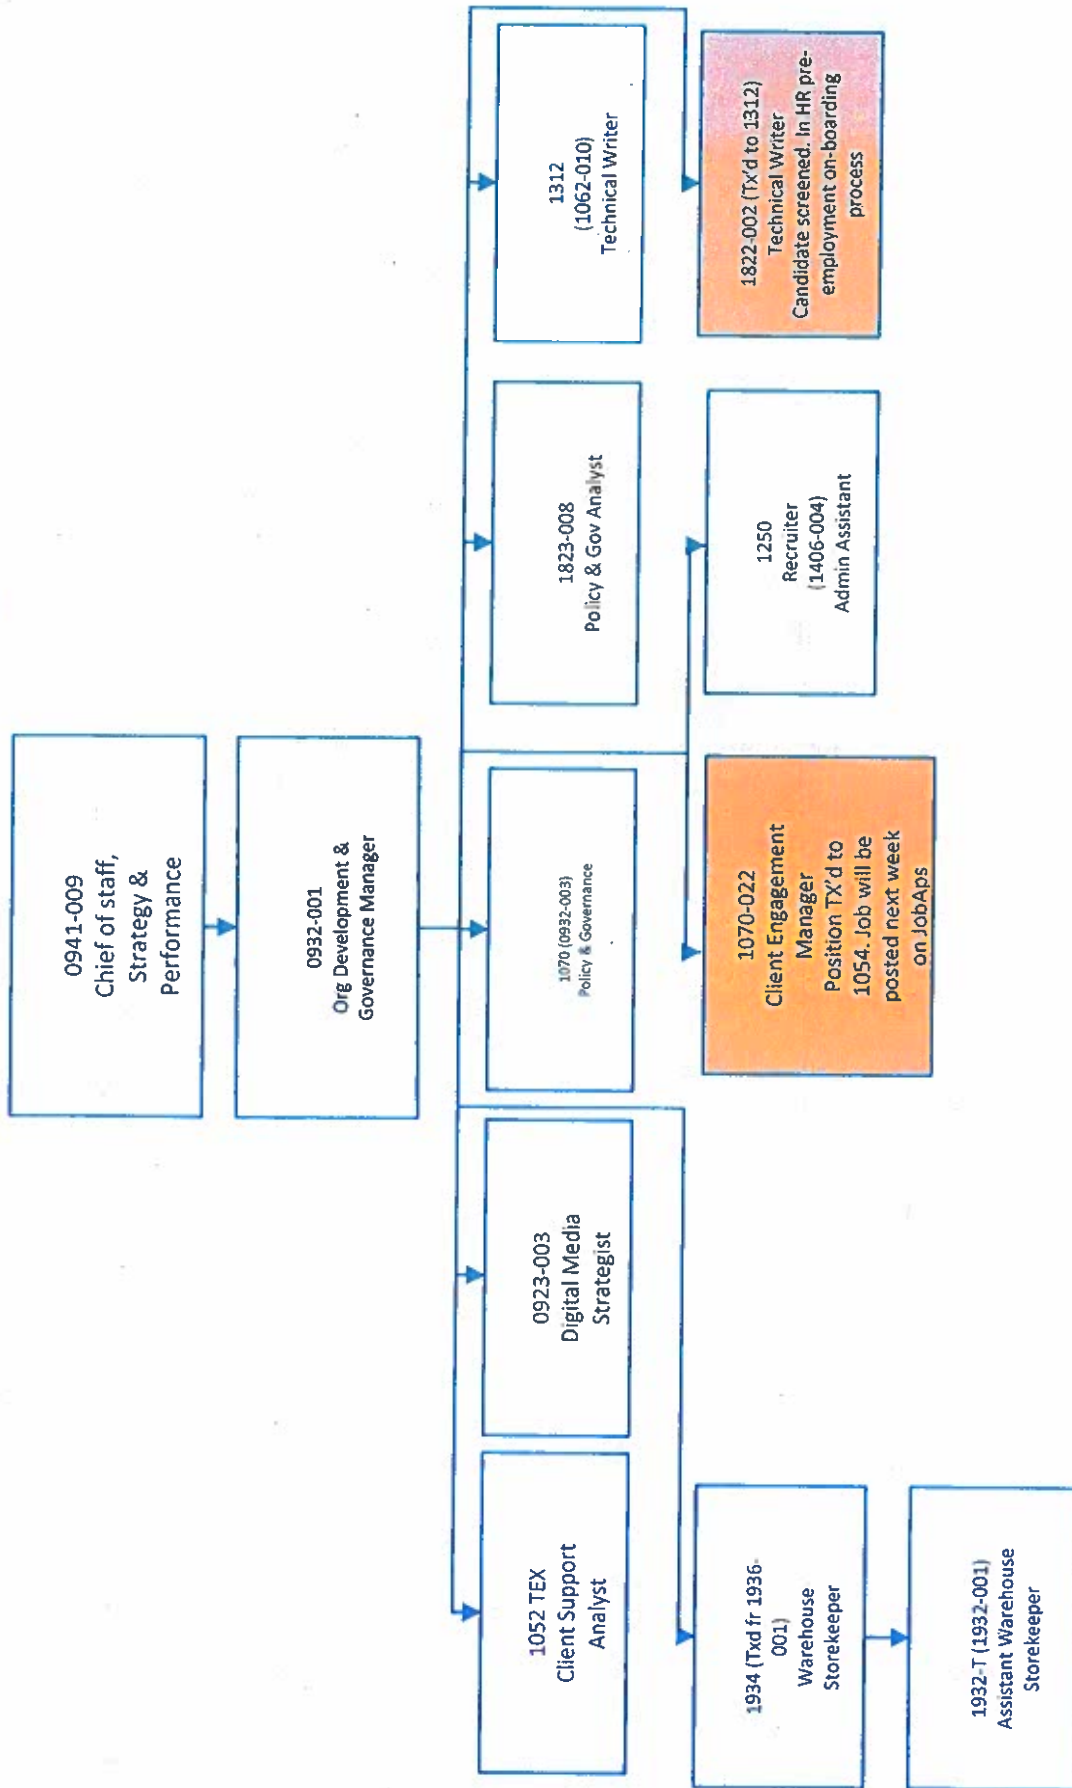 0941-009
Chief of staff,
Strategy &
Performance
0932-001
Org Development &
Governance Manager
1052 TEX
Client Support
Analyst
0923-003
Digital Media
Strategist
1070 (0932-003)
Policy & Governance
1823-008
Policy & Gov Analyst
1312
(1062-010)
Technical Writer
1934 (Txd fr 1936-
001)
Warehouse
Storekeeper
1070-022
Client Engagement
Manager
Position TX'd to
1054. Job will be
posted next week
on JobAps
1250
Recruiter
(1406-004)
Admin Assistant
1822-002 (Tx'd to 1312)
Technical Writer
Candidate screened. In HR pre-
employment on-boarding
process
1932-T (1932-001)
Assistant Warehouse
Storekeeper